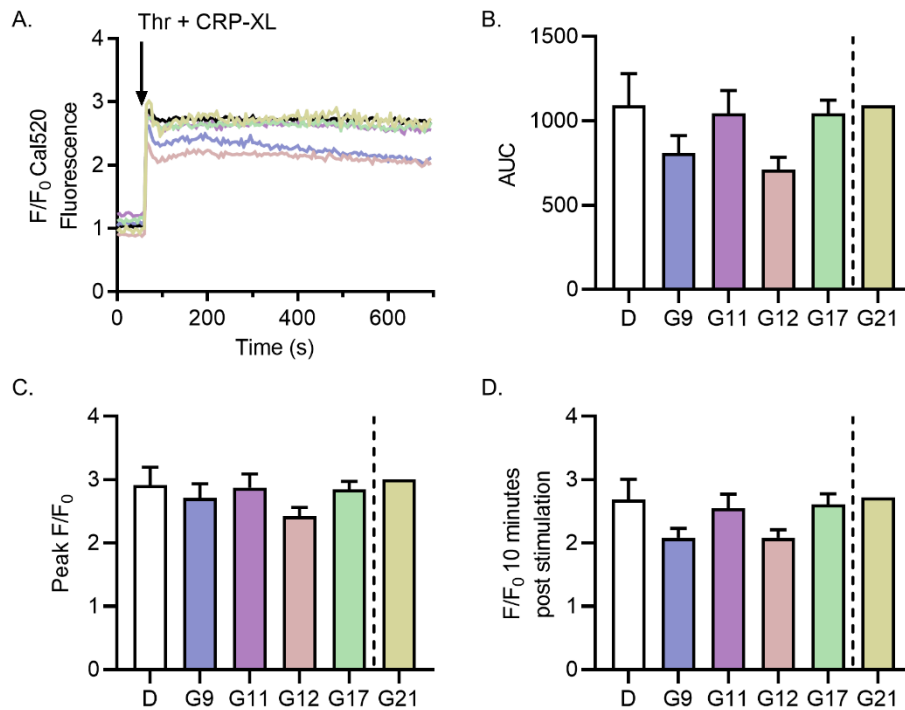 A.
Thr + CRP-XL
4
3
2
1
0
F/F0 Cal520
Fluorescence
0 200 400 600
Time (s)
B.
1500
1000
500
0
AUC
D G9 G11 G12 G17 G21
C.
4
3
2
1
0
Peak F/F0
D G9 G11 G12 G17 G21
D.
4
3
2
1
0
F/F0 10 minutes
post stimulation
D G9 G11 G12 G17 G21